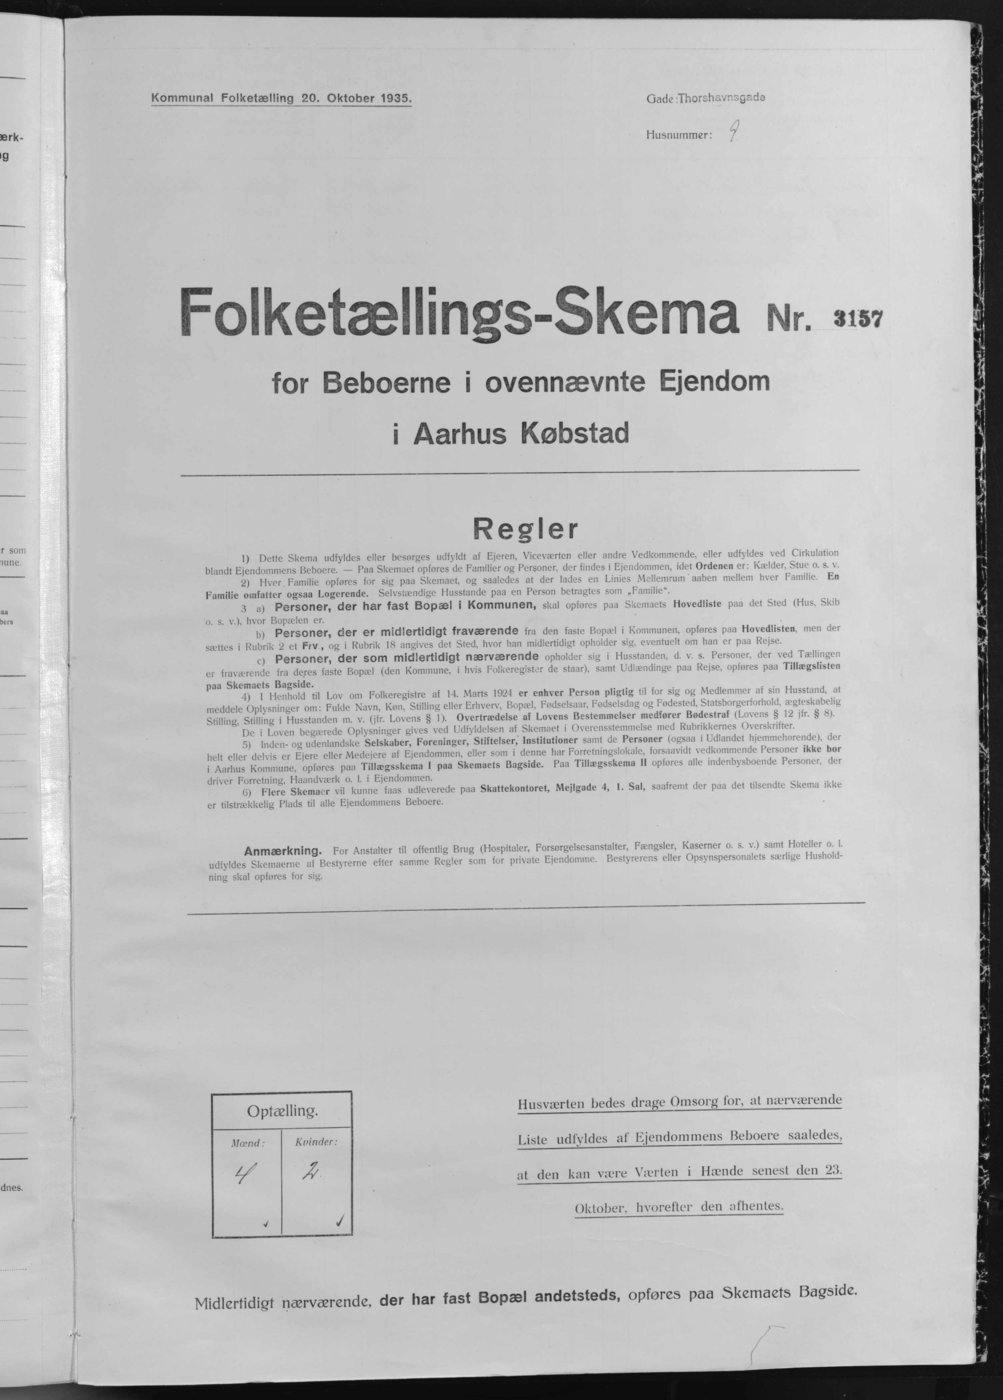 Kommunal Folketælling 20. Oktober 1935.
Gade: Thorshavnsgade
Husnummer: 9
Folketællings-Skema Nr. 3157
for Beboerne i ovennævnte Ejendom
i Aarhus Købstad
Regler
1) Dette Skema udfyldes eller besørges udfyldt af Ejeren, Viceværten eller andre Vedkommende, eller udfyldes ved Cirkulation
blandt Ejendommens Beboere. — Paa Skemaet opføres de Familier og Personer, der findes i Ejendommen, idet Ordenen er: Kælder, Stue o. s. v.
2) Hver Familie opføres for sig paa Skemaet, og saaledes at der lades en Linies Mellemrum aaben mellem hver Familie. En
Familie omfatter ogsaa Logerende. Selvstændige Husstande paa en Person betragtes som „Familie".
3 a) Personer, der har fast Bopæl i Kommunen, skal opføres paa Skemaets Hovedliste paa det Sted (Hus, Skib
o. s. v.), hvor Bopælen er.
b) Personer, der er midlertidigt fraværende fra den faste Bopæl i Kommunen, opføres paa Hovedlisten, men der
sættes i Rubrik 2 et Frv., og i Rubrik 18 angives det Sted, hvor han midlertidigt opholder sig, eventuelt om han er paa Rejse.
c) Personer, der som midlertidigt nærværende opholder sig i Husstanden, d. v. s. Personer, der ved Tællingen
er fraværende fra deres faste Bopæl (den Kommune, i hvis Folkeregister de staar), samt Udlændinge paa Rejse, opføres paa Tillægslisten
paa Skemaets Bagside.
4) I Henhold til Lov om Folkeregistre af 14. Marts 1924 er enhver Person pligtig til for sig og Medlemmer af sin Husstand, at
meddele Oplysninger om: Fulde Navn, Køn, Stilling eller Erhverv, Bopæl, Fødselsaar, Fødselsdag og Fødested, Statsborgerforhold, ægteskabelig
Stilling, Stilling i Husstanden m. v. (jfr. Lovens § 1). Overtrædelse af Lovens Bestemmelser medfører Bødestraf (Lovens § 12 jfr. § 8).
De i Loven begærede Oplysninger gives ved Udfyldelsen af Skemaet i Overensstemmelse med Rubrikkernes Overskrifter.
5) Inden- og udenlandske Selskaber, Foreninger, Stiftelser, Institutioner samt de Personer (ogsaa i Udlandet hjemmehørende), der
helt eller delvis er Ejere eller Medejere af Ejendommen, eller som i denne har Forretningslokale, forsaavidt vedkommende Personer ikke bor
i Aarhus Kommune, opføres paa Tillægsskema I paa Skemaets Bagside. Paa Tillægsskema II opføres alle indenbysboende Personer, der
driver Forretning, Haandværk o. l. i Ejendommen.
6) Flere Skemaer vil kunne faas udleverede paa Skattekontoret, Mejlgade 4, 1. Sal, saafremt der paa det tilsendte Skema ikke
er tilstrækkelig Plads til alle Ejendommens Beboere.
Anmærkning. For Anstalter til offentlig Brug (Hospitaler, Forsørgelsesanstalter, Fængsler, Kaserner o. s. v.) samt Hoteller o. l.
udfyldes Skemaerne af Bestyrerne efter samme Regler som for private Ejendomme. Bestyrerens eller Opsynspersonalets særlige Hushold-
ning skal opføres for sig.
Optælling.
Mænd: Kvinder:
4 2
Husværten bedes drage Omsorg for, at nærværende
Liste udfyldes af Ejendommens Beboere saaledes,
at den kan være Værten i Hænde senest den 23.
Oktober, hvorefter den afhentes.
Midlertidigt nærværende, der har fast Bopæl andetsteds, opføres paa Skemaets Bagside.